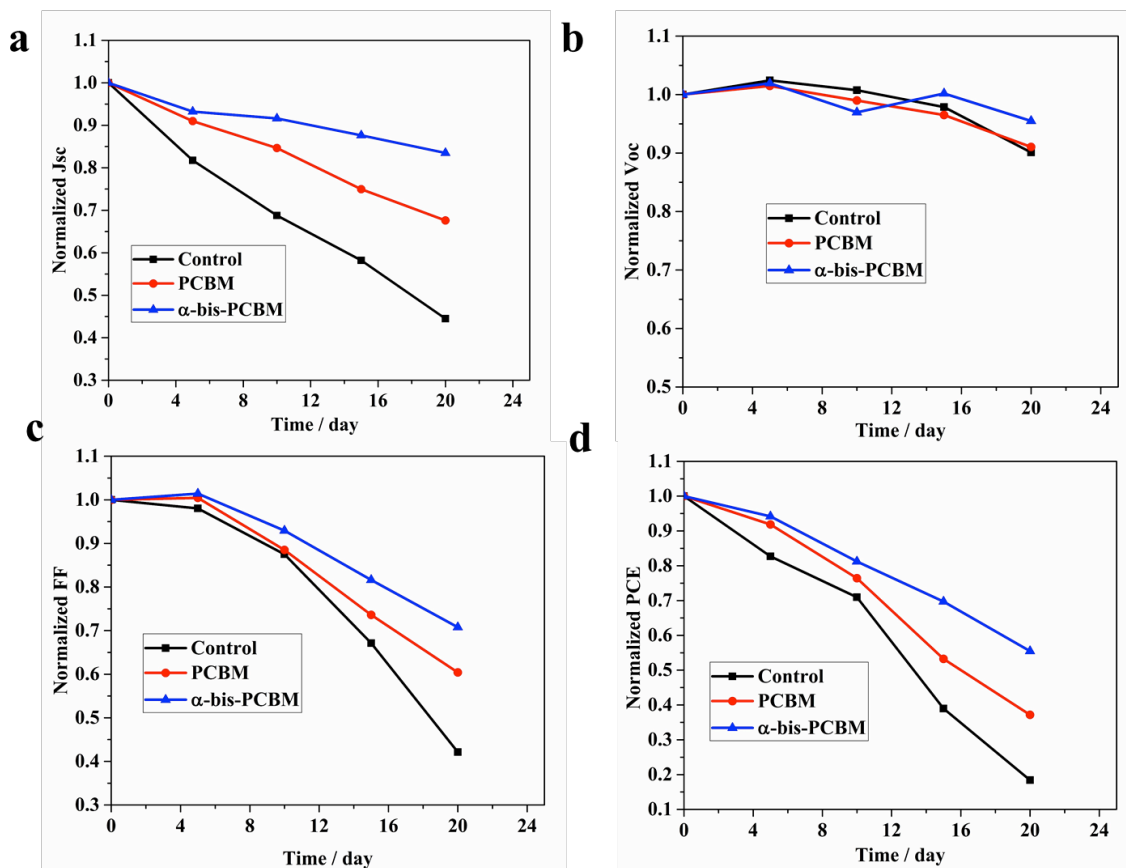 a
Normalized Jsc
1.1
1.0
0.9
0.8
0.7
0.6
0.5
0.4
0.3
Control
PCBM
α-bis-PCBM
0 4 8 12 16 20 24
Time / day
b
Normalized Voc
1.1
1.0
0.9
0.8
0.7
0.6
0.5
Control
PCBM
α-bis-PCBM
0 4 8 12 16 20 24
Time / day
c
Normalized FF
1.1
1.0
0.9
0.8
0.7
0.6
0.5
0.4
0.3
Control
PCBM
α-bis-PCBM
0 4 8 12 16 20 24
Time / day
d
Normalized PCE
1.1
1.0
0.9
0.8
0.7
0.6
0.5
0.4
0.3
0.2
0.1
Control
PCBM
α-bis-PCBM
0 4 8 12 16 20 24
Time / day